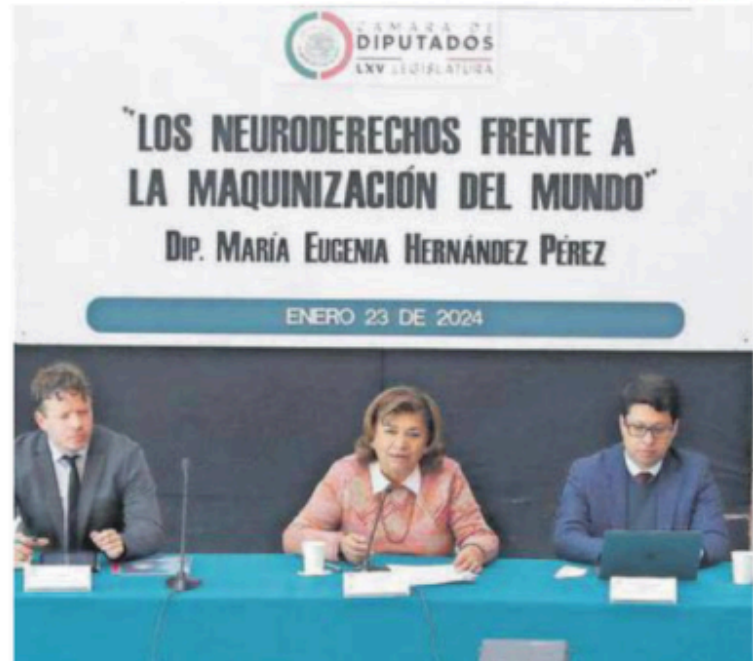 CÁMARA DE
DIPUTADOS
LXV LEGISLATURA
"LOS NEURODERECHOS FRENTE A
LA MAQUINIZACIÓN DEL MUNDO"
DIP. MARÍA EUGENIA HERNÁNDEZ PÉREZ
ENERO 23 DE 2024